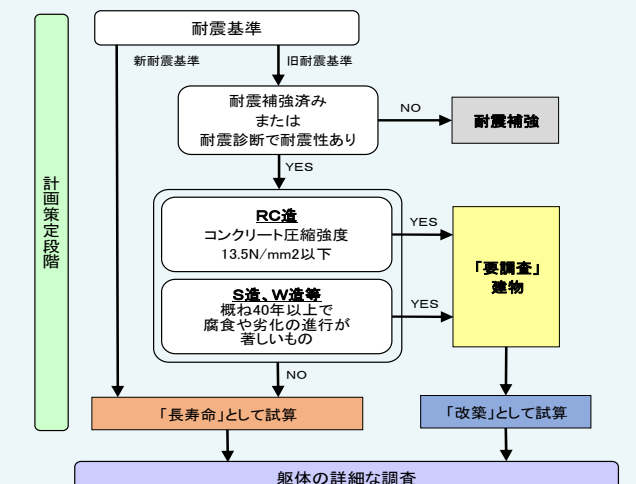 耐震基準
新耐震基準
旧耐震基準
耐震補強済み
または
耐震診断で耐震性あり
NO
耐震補強
YES
計画策定段階
RC造
コンクリート圧縮強度
13.5N/mm2以下
YES
S造、W造等
概ね40年以上で
腐食や劣化の進行が
著しいもの
YES
「要調査」
建物
NO
「長寿命」として試算
「改築」として試算
躯体の詳細な調査